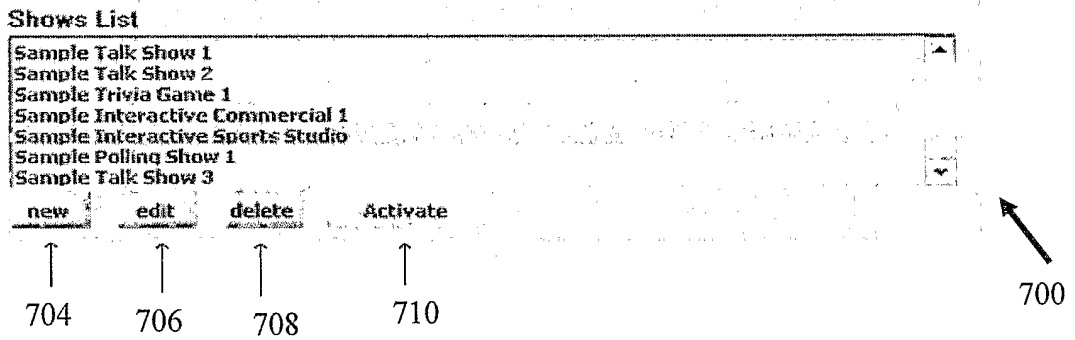 Shows List
Sample Talk Show 1
Sample Talk Show 2
Sample Trivia Game 1
Sample Interactive Commercial 1
Sample Interactive Sports Studio
Sample Polling Show 1
Sample Talk Show 3
new edit delete Activate
704 706 708 710 700